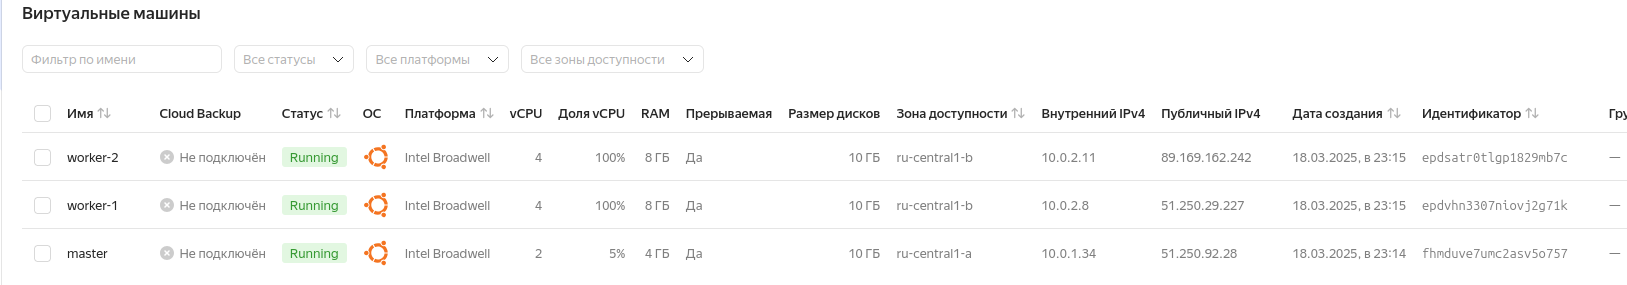 Виртуальные машины
Фильтр по имени Все статусы Все платформы Все зоны доступности
Имя Cloud Backup Статус ОС Платформа vCPU Доля vCPU RAM Прерываемая Размер дисков Зона доступности Внутренний IPv4 Публичный IPv4 Дата создания Идентификатор Гру
worker-2 Не подключён Running Intel Broadwell 4 100% 8 ГБ Да 10 ГБ ru-central1-b 10.0.2.11 89.169.162.242 18.03.2025, в 23:15 epdsatr0tlgp1829mb7c —
worker-1 Не подключён Running Intel Broadwell 4 100% 8 ГБ Да 10 ГБ ru-central1-b 10.0.2.8 51.250.29.227 18.03.2025, в 23:15 epdvhn3307niovj2g71k —
master Не подключён Running Intel Broadwell 2 5% 4 ГБ Да 10 ГБ ru-central1-a 10.0.1.34 51.250.92.28 18.03.2025, в 23:14 fhmduve7umc2asv5o757 —